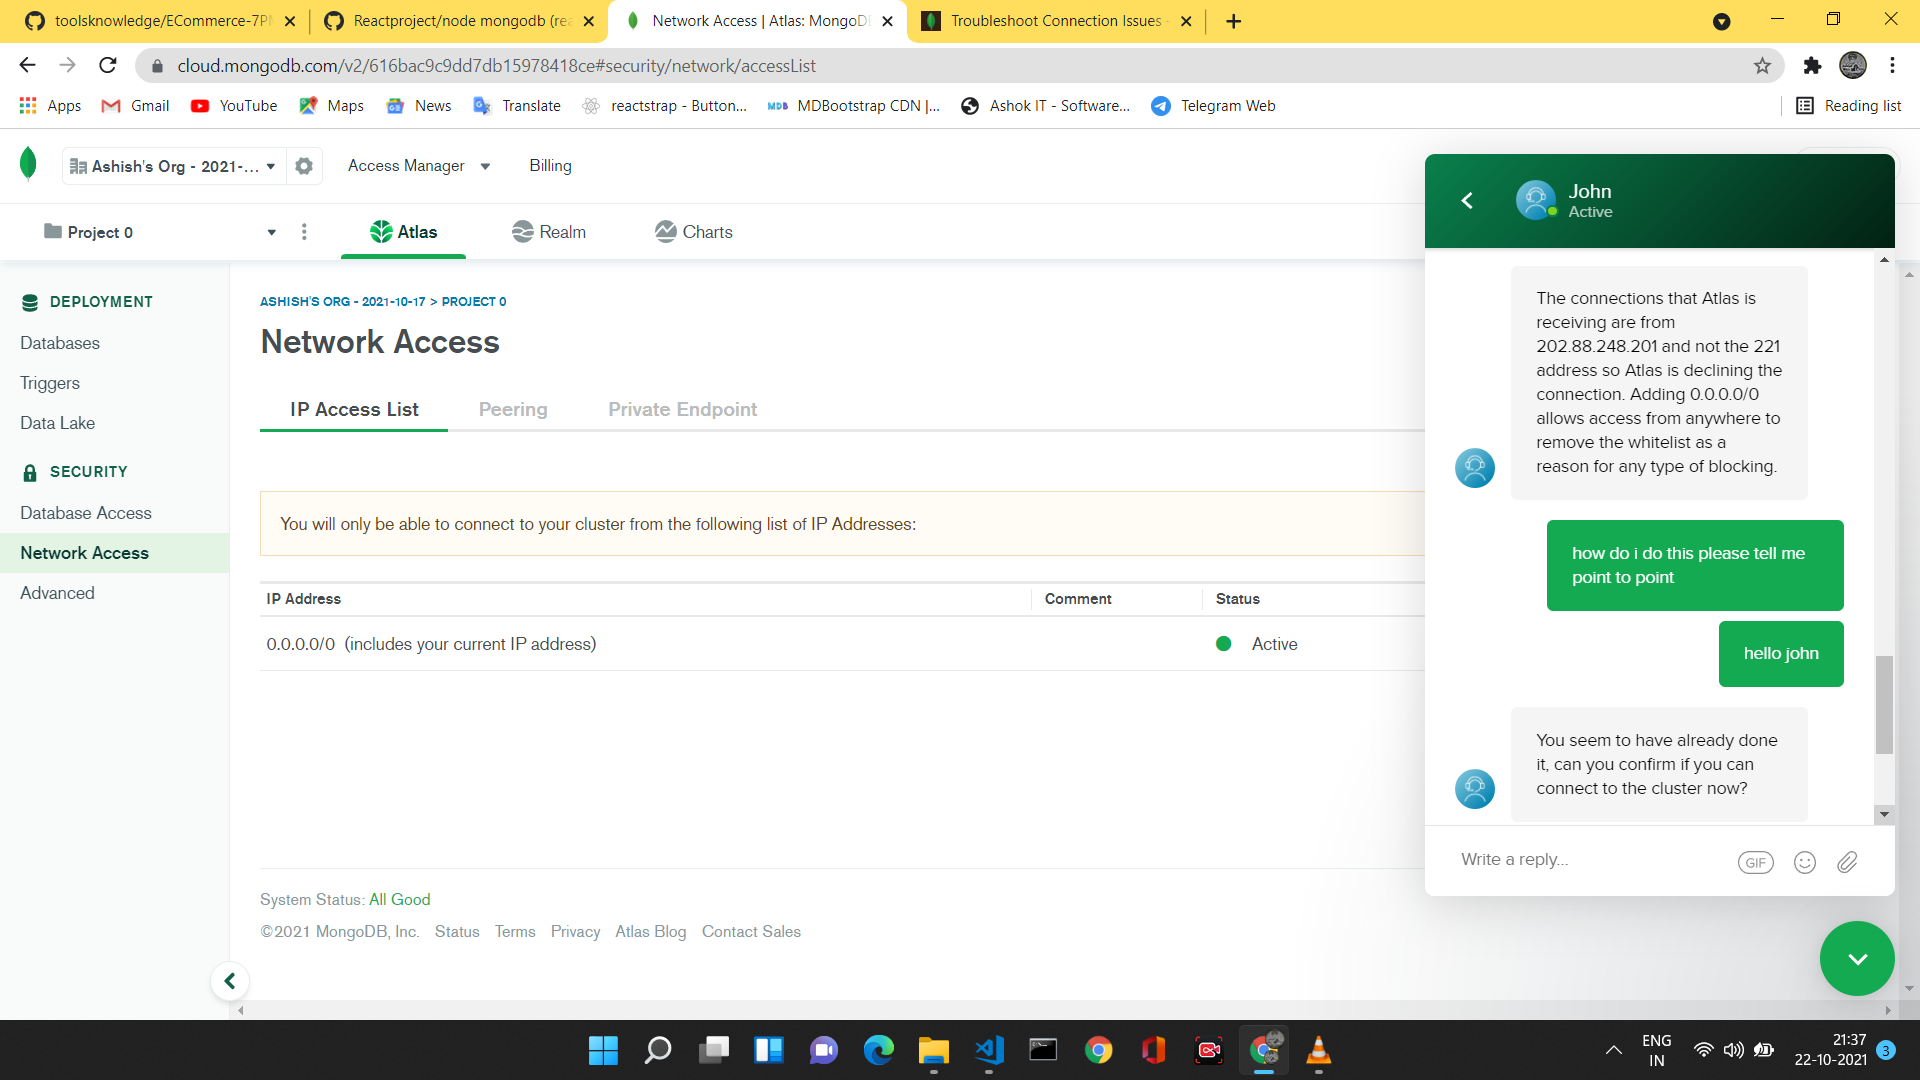 toolsknowledge/ECommerce-7PM
Reactproject/node mongodb (rea
Network Access | Atlas: MongoDB
Troubleshoot Connection Issues -
cloud.mongodb.com/v2/616bac9c9dd7db15978418ce#security/network/accessList
Apps
Gmail
YouTube
Maps
News
Translate
reactstrap - Button...
MDB MDBootstrap CDN |...
Ashok IT - Software...
Telegram Web
Reading list
Ashish's Org - 2021-...
Access Manager
Billing
Project 0
Atlas
Realm
Charts
DEPLOYMENT
Databases
Triggers
Data Lake
SECURITY
Database Access
Network Access
Advanced
ASHISH'S ORG - 2021-10-17 > PROJECT 0
Network Access
IP Access List
Peering
Private Endpoint
You will only be able to connect to your cluster from the following list of IP Addresses:
IP Address
Comment
Status
0.0.0.0/0 (includes your current IP address)
Active
System Status: All Good
©2021 MongoDB, Inc. Status Terms Privacy Atlas Blog Contact Sales
John
Active
The connections that Atlas is
receiving are from
202.88.248.201 and not the 221
address so Atlas is declining the
connection. Adding 0.0.0.0/0
allows access from anywhere to
remove the whitelist as a
reason for any type of blocking.
how do i do this please tell me
point to point
hello john
You seem to have already done
it, can you confirm if you can
connect to the cluster now?
Write a reply...
GIF
ENG
IN
21:37
22-10-2021
3